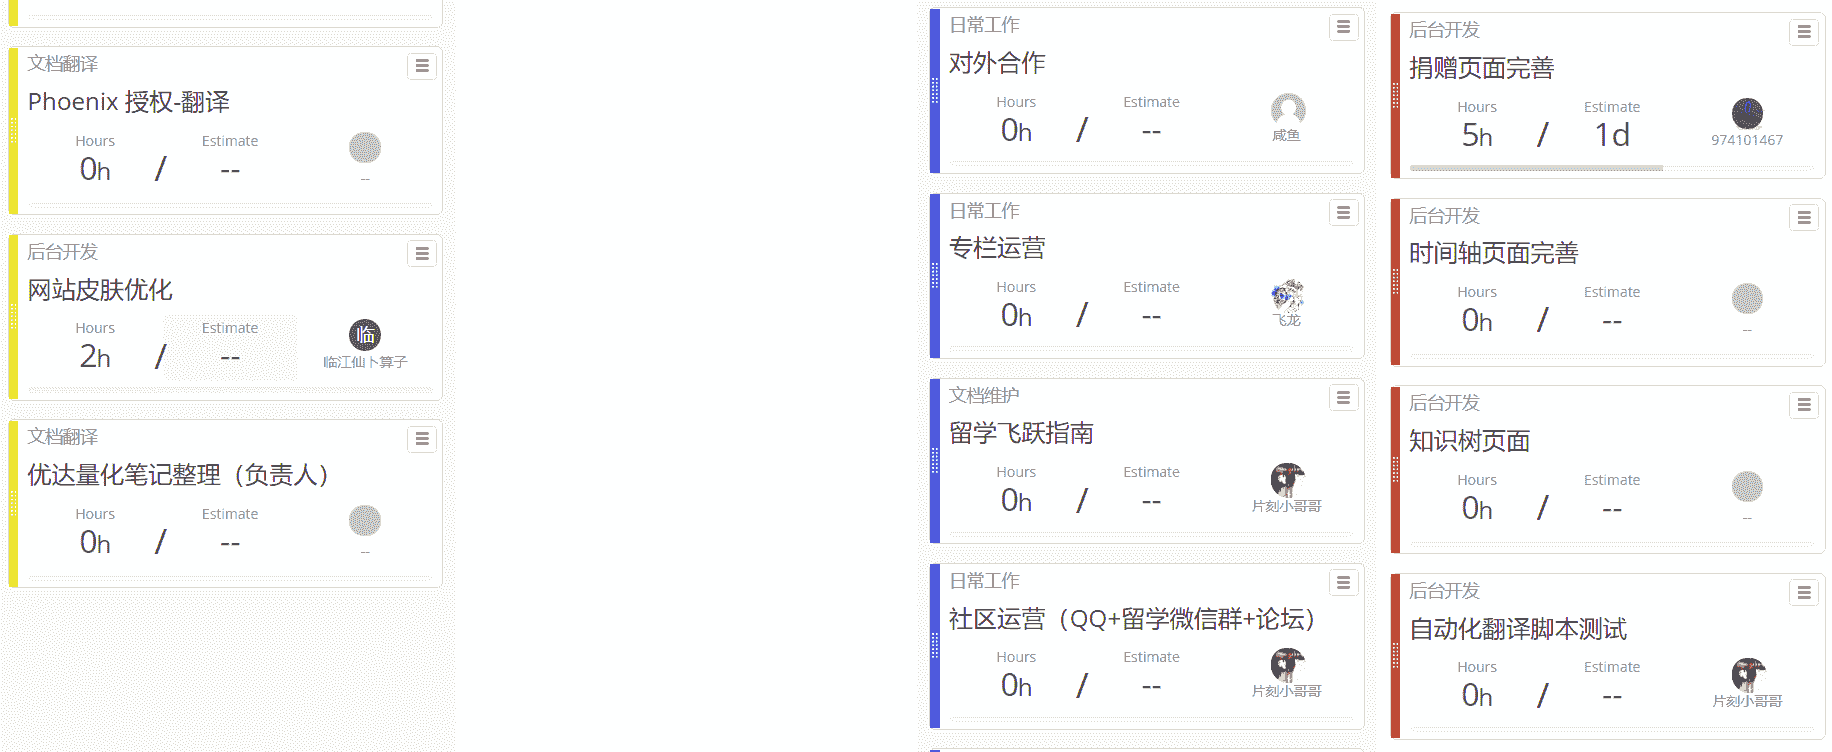 文档翻译
Phoenix 授权-翻译
Hours Estimate
0h / --
--
后台开发
网站皮肤优化
Hours Estimate
临
2h / --
临江仙卜算子
文档翻译
优达量化笔记整理（负责人）
Hours Estimate
0h / --
--
日常工作
对外合作
Hours Estimate
0h / --
咸鱼
日常工作
专栏运营
Hours Estimate
0h / --
飞龙
文档维护
留学飞跃指南
Hours Estimate
0h / --
片刻小哥哥
日常工作
社区运营（QQ+留学微信群+论坛）
Hours Estimate
0h / --
片刻小哥哥
后台开发
捐赠页面完善
Hours Estimate
5h / 1d
974101467
后台开发
时间轴页面完善
Hours Estimate
0h / --
--
后台开发
知识树页面
Hours Estimate
0h / --
--
后台开发
自动化翻译脚本测试
Hours Estimate
0h / --
片刻小哥哥